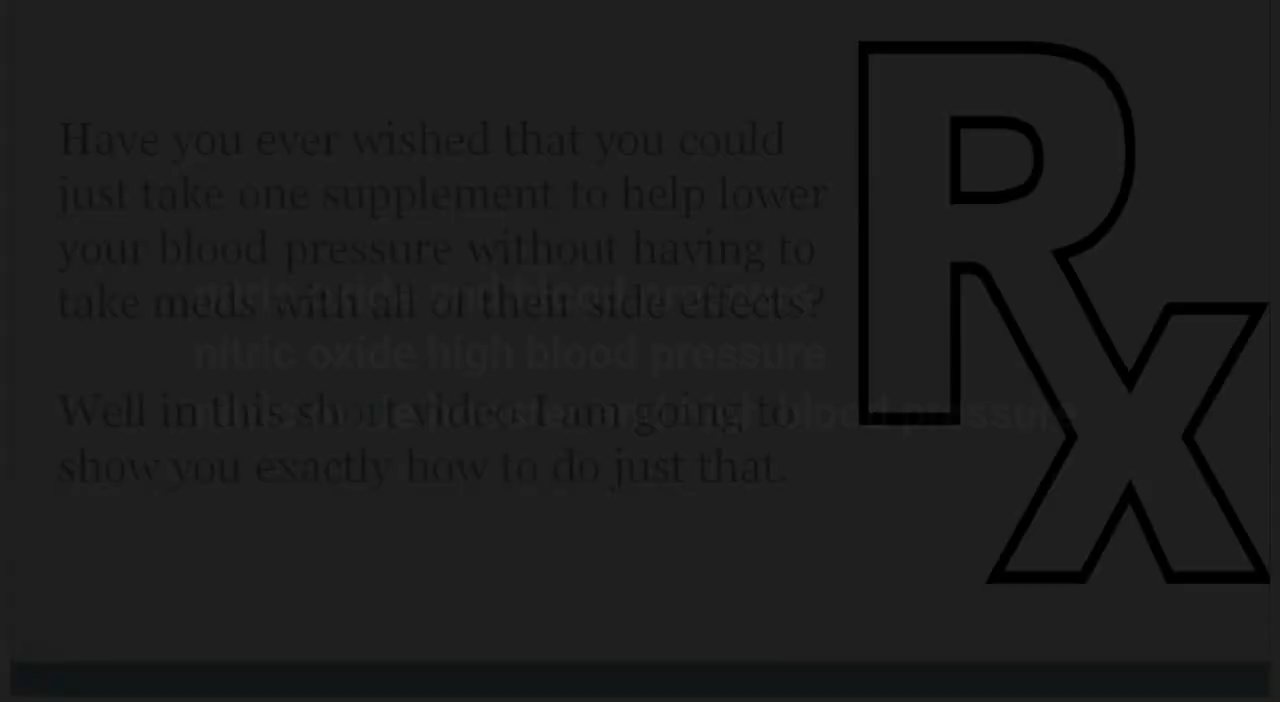 Have you ever wished that you could
just take one supplement to help lower
your blood pressure without having to
take meds with all of their side effects?
nitric oxide high blood pressure
Well in this short video I am going to
blood pressure
show you exactly how to do just that.
Rx